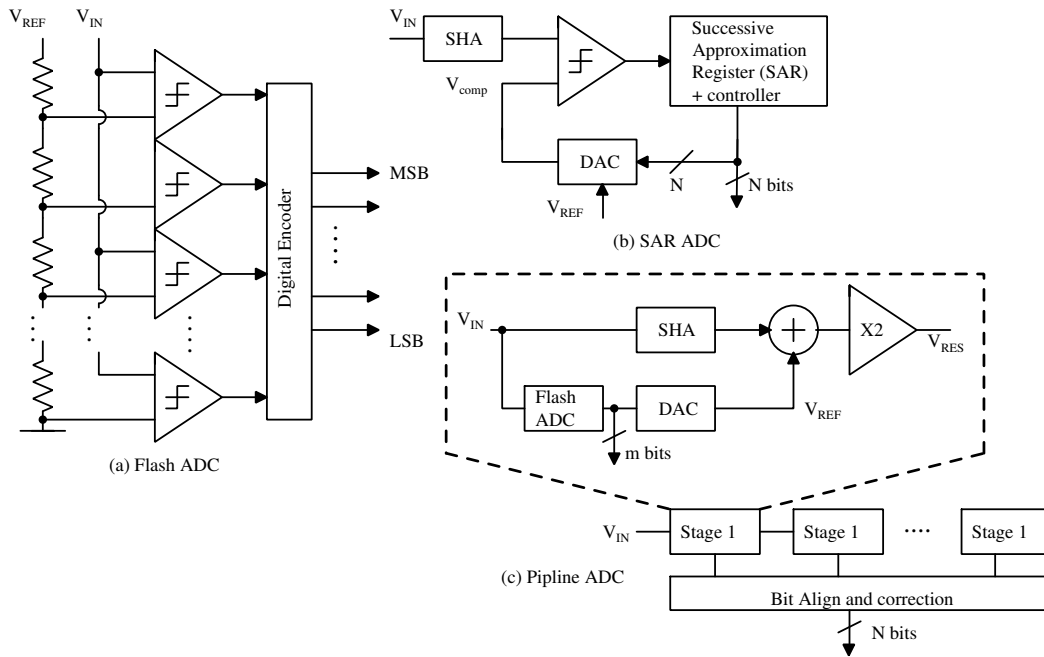 V_REF
V_IN
Digital Encoder
MSB
LSB
(a) Flash ADC
V_IN
SHA
V_comp
Successive
Approximation
Register (SAR)
+ controller
DAC
N
N bits
V_REF
(b) SAR ADC
V_IN
SHA
X2
V_RES
Flash
ADC
DAC
V_REF
m bits
V_IN
Stage 1
Stage 1
Stage 1
(c) Pipline ADC
Bit Align and correction
N bits